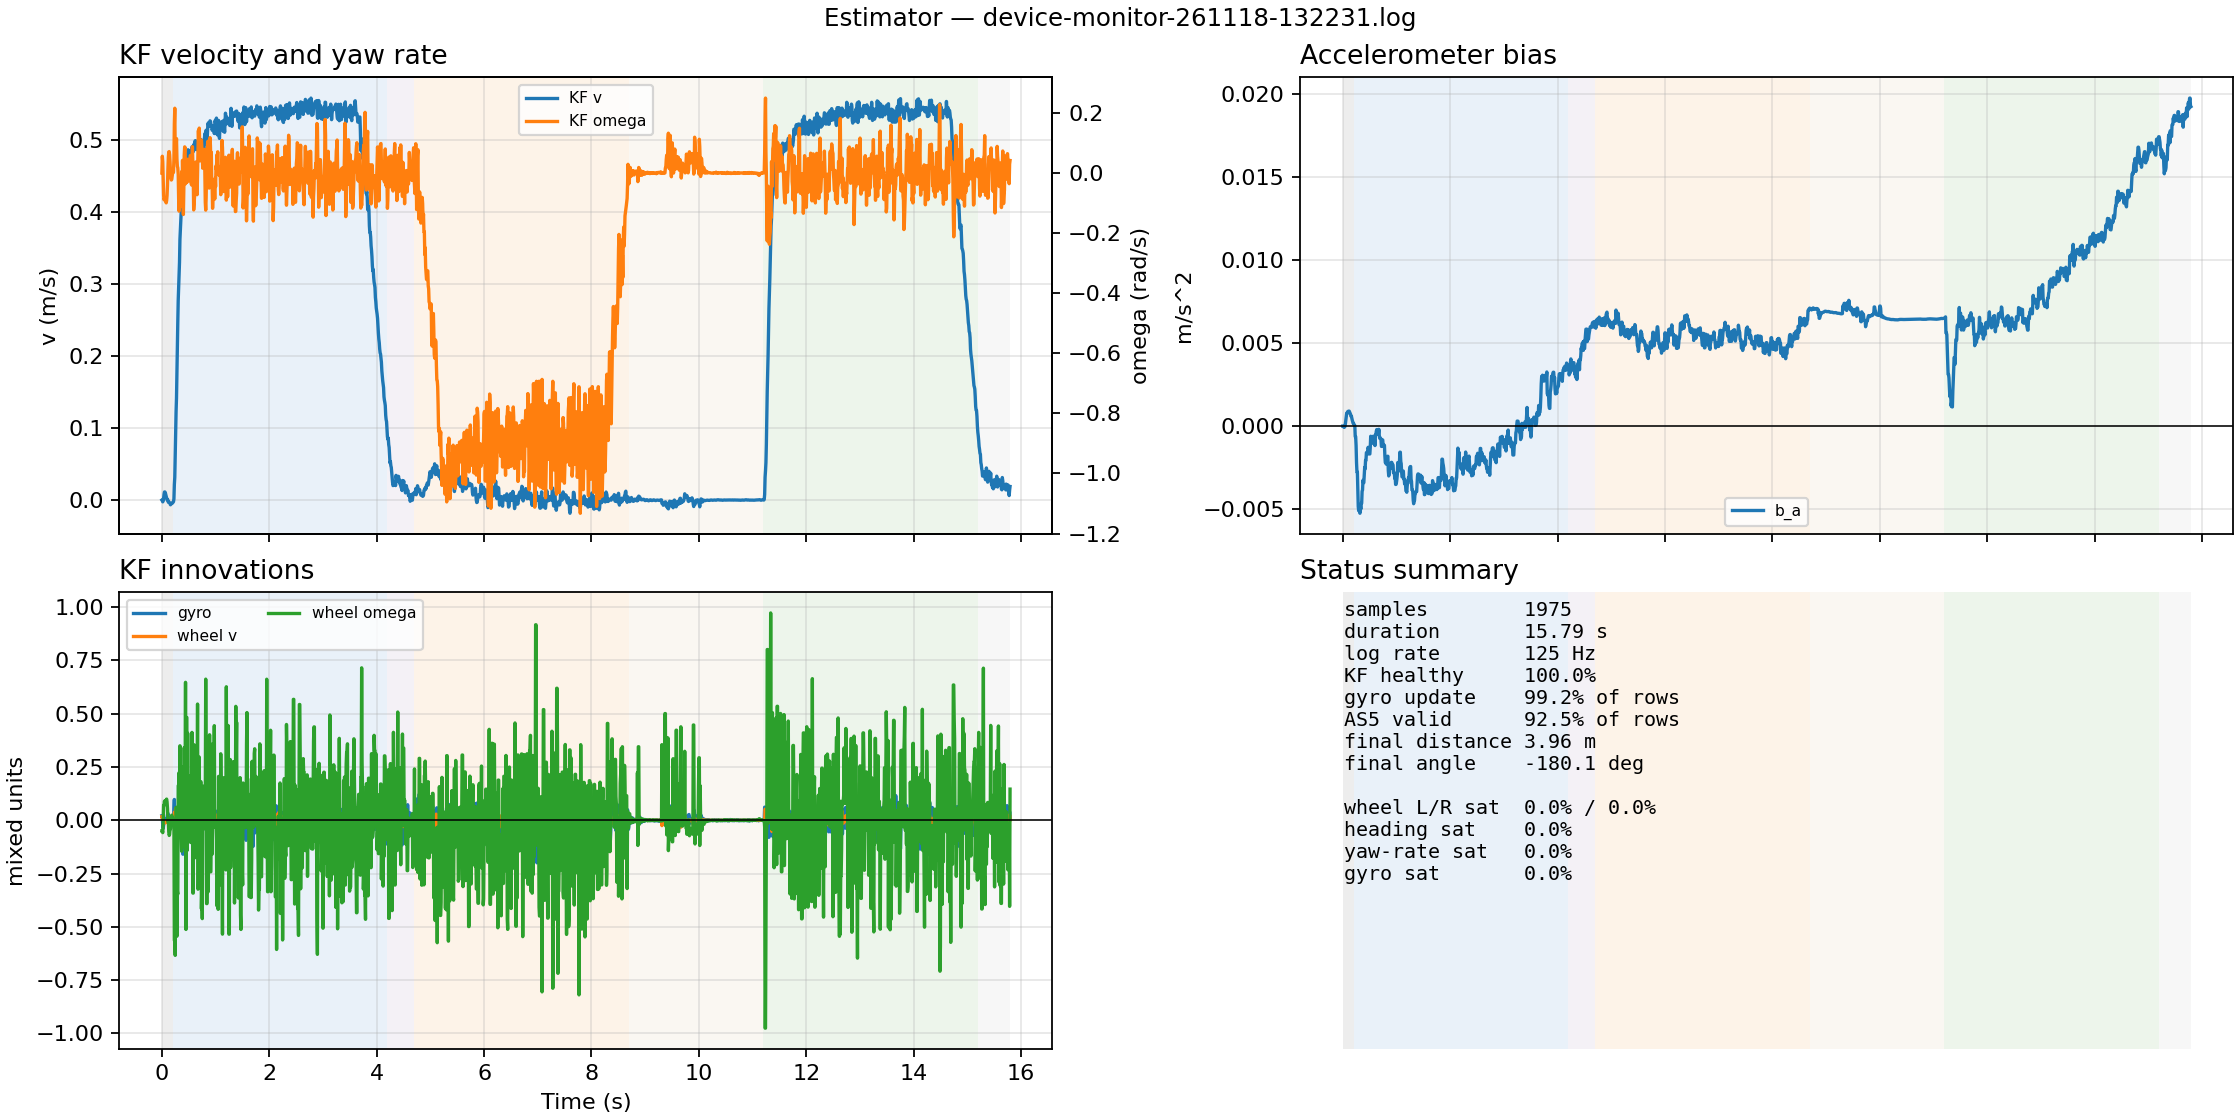 Estimator — device-monitor-261118-132231.log
KF velocity and yaw rate
KF v
KF omega
0.5
0.4
0.3
0.2
0.1
0.0
v (m/s)
0.2
0.0
−0.2
−0.4
−0.6
−0.8
−1.0
−1.2
omega (rad/s)
Accelerometer bias
0.020
0.015
0.010
0.005
0.000
−0.005
m/s^2
b_a
KF innovations
gyro
wheel v
wheel omega
1.00
0.75
0.50
0.25
0.00
−0.25
−0.50
−0.75
−1.00
mixed units
0 2 4 6 8 10 12 14 16
Time (s)
Status summary
samples 1975
duration 15.79 s
log rate 125 Hz
KF healthy 100.0%
gyro update 99.2% of rows
AS5 valid 92.5% of rows
final distance 3.96 m
final angle -180.1 deg
wheel L/R sat 0.0% / 0.0%
heading sat 0.0%
yaw-rate sat 0.0%
gyro sat 0.0%